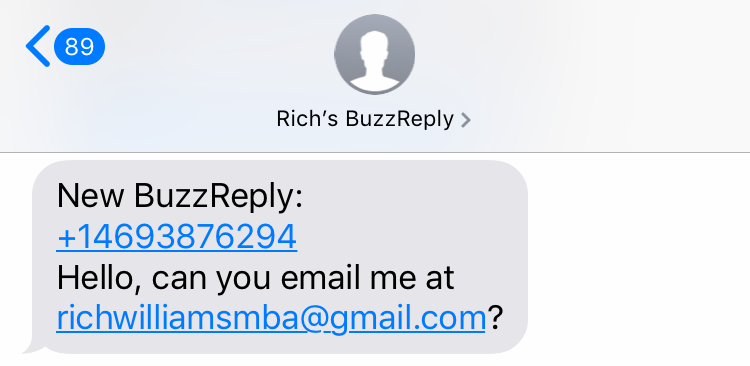 89
Rich’s BuzzReply
New BuzzReply:
+14693876294
Hello, can you email me at
richwilliamsmba@gmail.com?